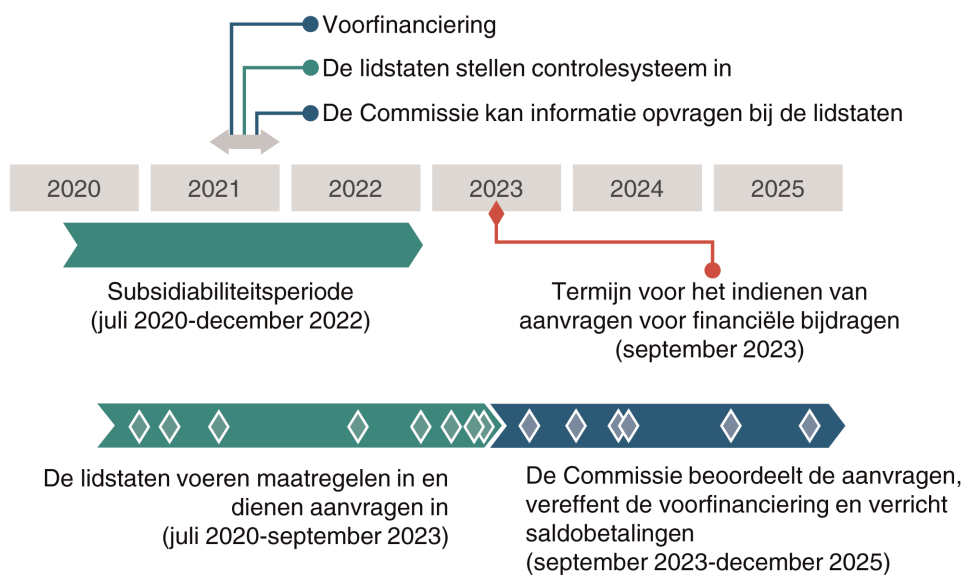 Voorfinanciering
De lidstaten stellen controlesysteem in
De Commissie kan informatie opvragen bij de lidstaten
2020 2021 2022 2023 2024 2025
Subsidiabiliteitsperiode
(juli 2020-december 2022)
Termijn voor het indienen van
aanvragen voor financiële bijdragen
(september 2023)
De lidstaten voeren maatregelen in en
dienen aanvragen in
(juli 2020-september 2023)
De Commissie beoordeelt de aanvragen,
vereffent de voorfinanciering en verricht
saldobetalingen
(september 2023-december 2025)